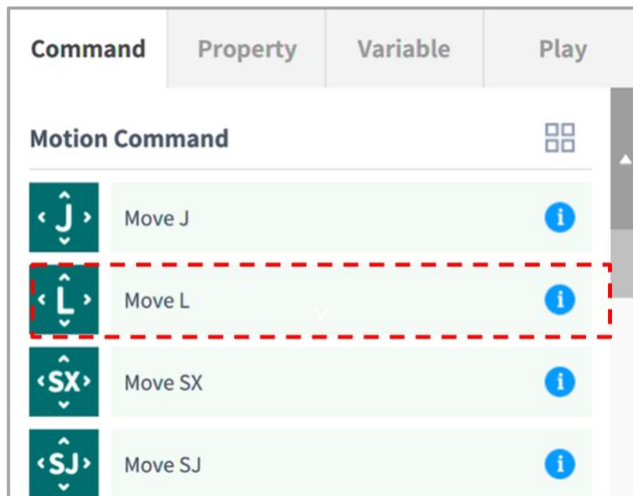 Command Property Variable Play
Motion Command
J Move J i
L Move L i
SX Move SX i
SJ Move SJ i